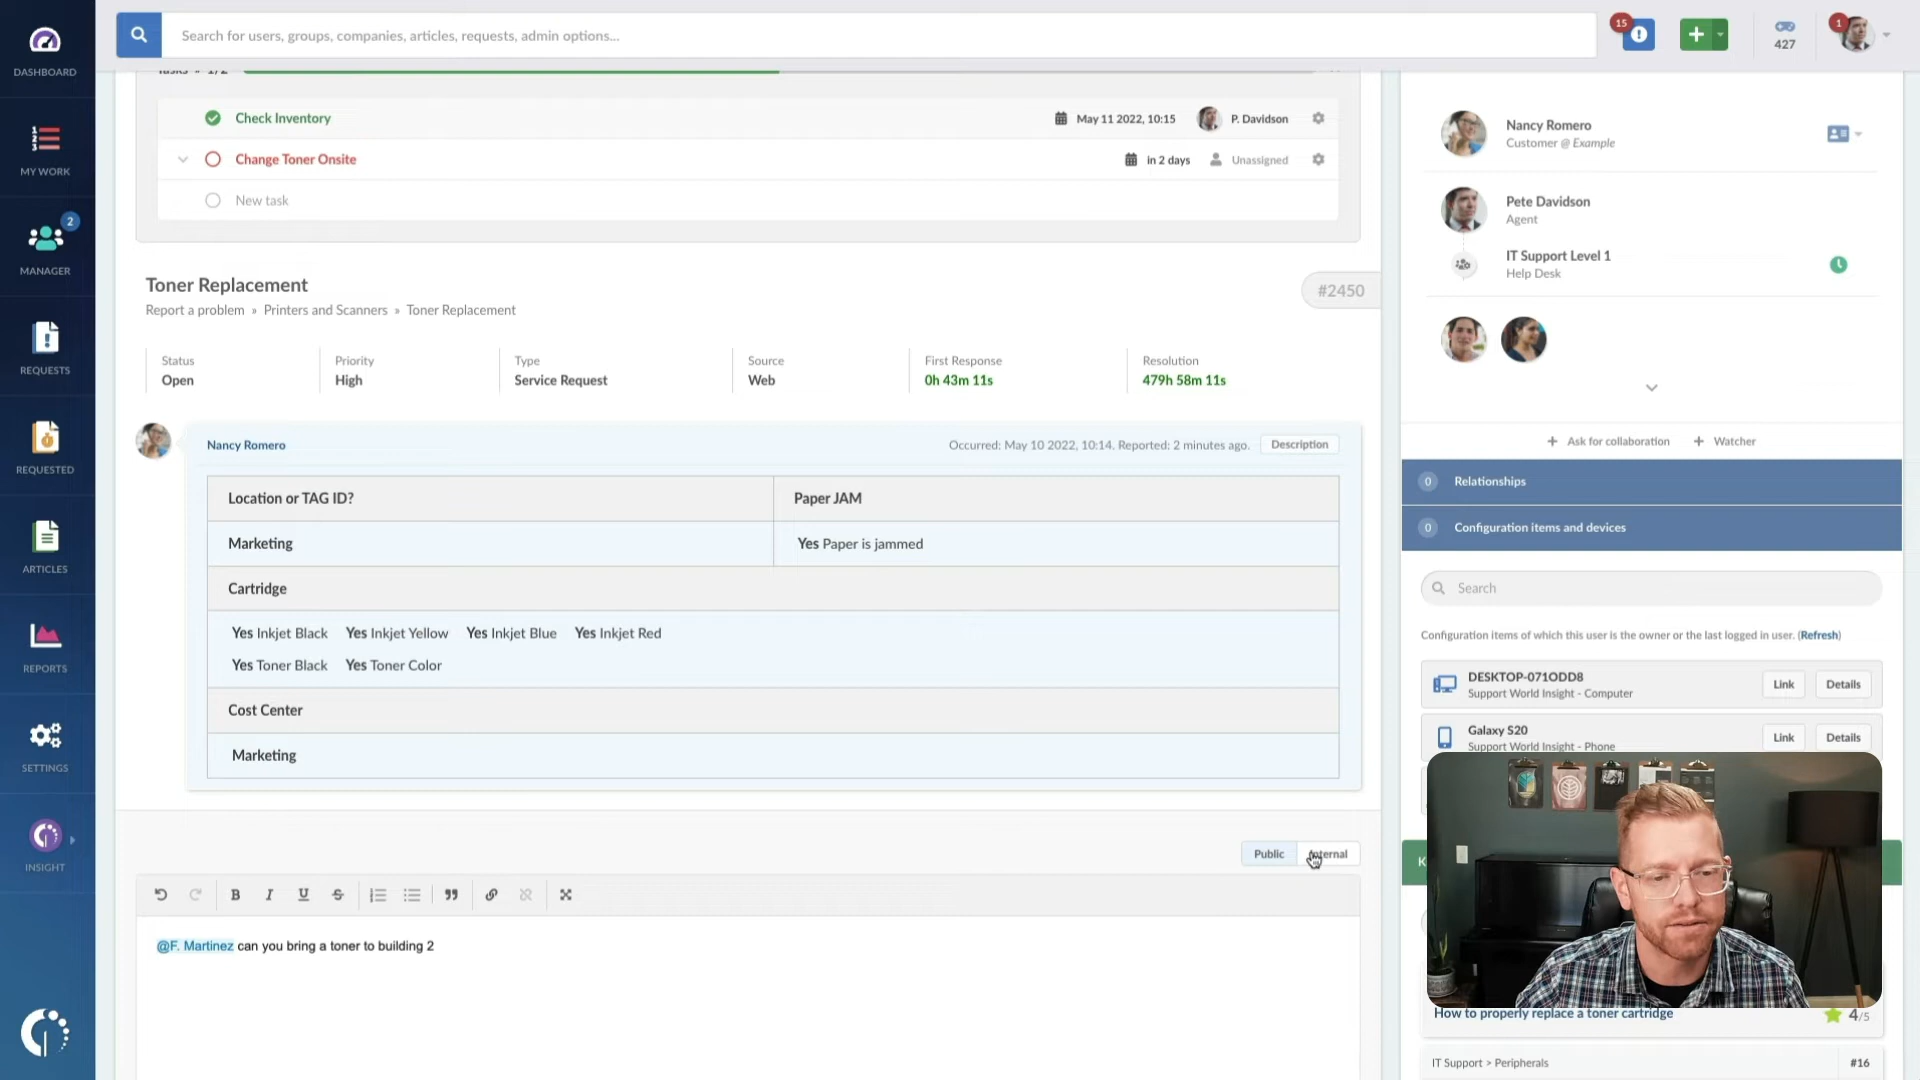 DASHBOARD
MY WORK
2
MANAGER
REQUESTS
REQUESTED
ARTICLES
REPORTS
SETTINGS
INSIGHT
Search for users, groups, companies, articles, requests, admin options...
15
427
1
Check Inventory
May 11 2022, 10:15
P. Davidson
Change Toner Onsite
in 2 days
Unassigned
New task
Toner Replacement
#2450
Report a problem » Printers and Scanners » Toner Replacement
Status
Open
Priority
High
Type
Service Request
Source
Web
First Response
0h 43m 11s
Resolution
479h 58m 11s
Nancy Romero
Occurred: May 10 2022, 10:14. Reported: 2 minutes ago.
Description
Location or TAG ID?
Paper JAM
Marketing
Yes Paper is jammed
Cartridge
Yes Inkjet Black Yes Inkjet Yellow Yes Inkjet Blue Yes Inkjet Red
Yes Toner Black Yes Toner Color
Cost Center
Marketing
Public
@F. Martinez can you bring a toner to building 2
Nancy Romero
Customer @ Example
Pete Davidson
Agent
IT Support Level 1
Help Desk
+ Ask for collaboration + Watcher
0 Relationships
0 Configuration items and devices
Search
Configuration items of which this user is the owner or the last logged in user. (Refresh)
DESKTOP-071ODD8
Support World Insight - Computer
Link
Details
Galaxy S20
Support World Insight - Phone
Link
Details
K
How to properly replace a toner cartridge
4/5
IT Support > Peripherals
#16